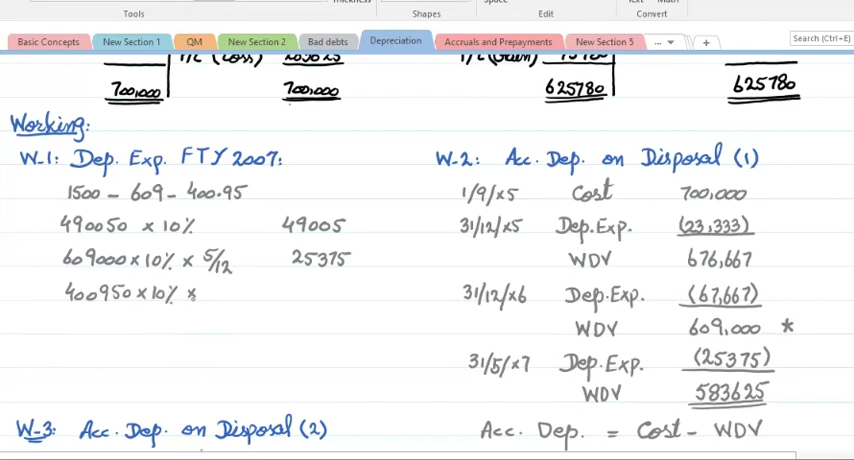 Tools
Shapes
Edit
Convert
Basic Concepts
New Section 1
QM
New Section 2
Bad debts
Depreciation
Accruals and Prepayments
New Section 5
...
Search (Ctrl+E)
700,000
700,000
625780
625780
Working:
W-1: Dep. Exp. FTY 2007:
1500 - 609 - 400.95
490050 x 10% 49005
609000 x 10% x 5/12 25375
400950 x 10% x
W-2: Acc. Dep. on Disposal (1)
1/9/x5 Cost 700,000
31/12/x5 Dep. Exp. (23,333)
WDV 676,667
31/12/x6 Dep. Exp. (67,667)
WDV 609,000 *
31/5/x7 Dep. Exp. (25375)
WDV 583625
Acc. Dep. = Cost - WDV
W-3: Acc. Dep. on Disposal (2)